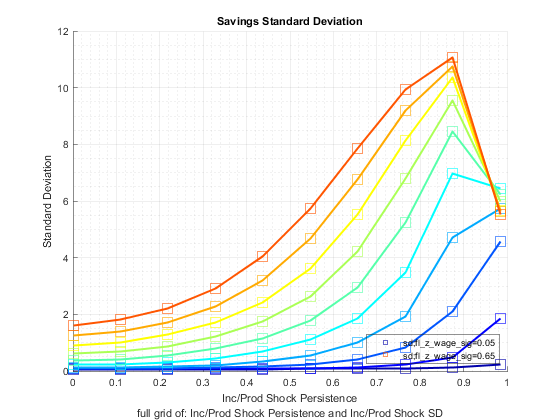 Savings Standard Deviation
12
10
8
6
4
2
0
Standard Deviation
sd:fl_z_wage_sig=0.05
sd:fl_z_wage_sig=0.65
0 0.1 0.2 0.3 0.4 0.5 0.6 0.7 0.8 0.9 1
Inc/Prod Shock Persistence
full grid of: Inc/Prod Shock Persistence and Inc/Prod Shock SD